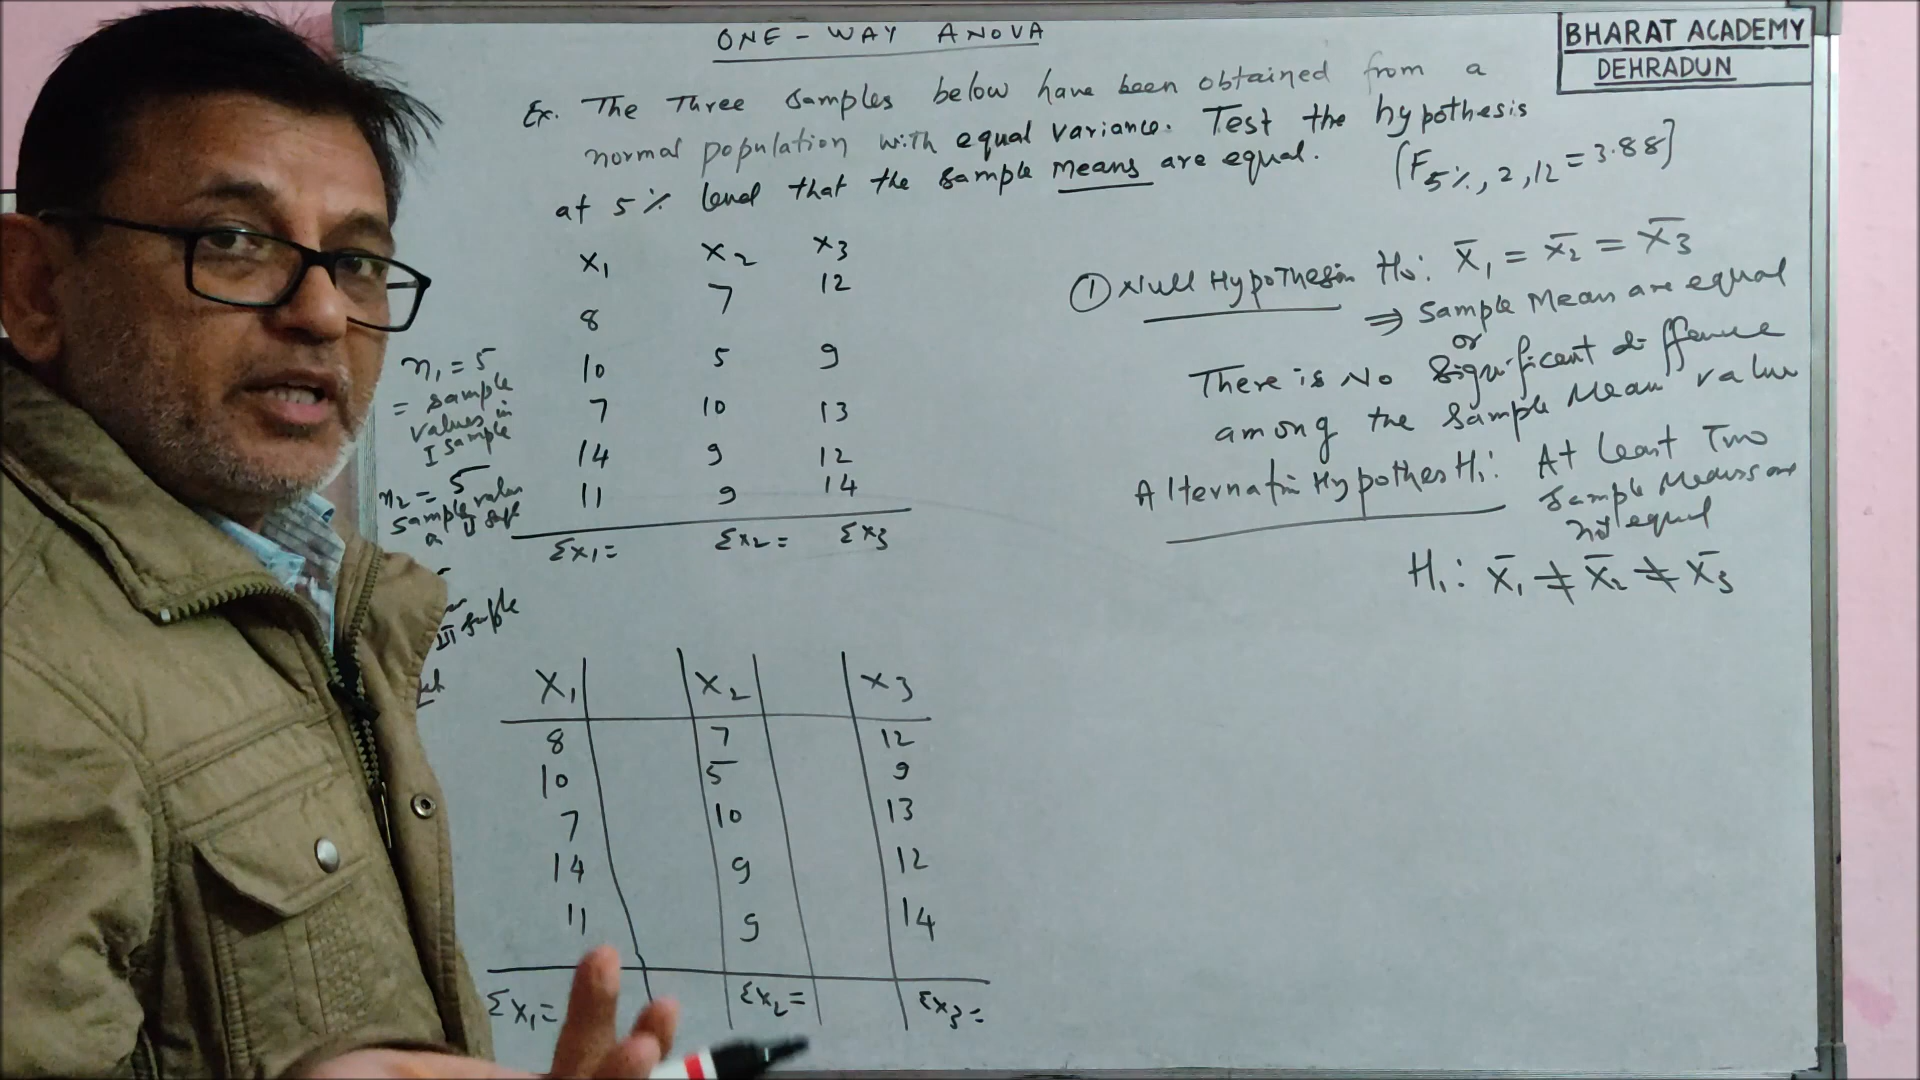 ONE-WAY ANOVA
BHARAT ACADEMY
DEHRADUN
Ex. The Three Samples below have been obtained from a
normal population with equal variance. Test the hypothesis
at 5% level that the sample Means are equal.
(F5%, 2, 12 = 3.88]
X₁ X₂ X₃
8 7 12
10 5 9
7 10 13
14 9 12
11 9 14
ΣX₁= ΣX₂= ΣX₃
n₁ = 5
= sample
values in
I sample
n₂ = 5
Sample value
II
III sample
① Null Hypothesis H₀: X̄₁ = X̄₂ = X̄₃
⇒ Sample Mean are equal
or
There is No Significant
among the Sample Mean value
Hypothes H₁: At least Two
Sample Means are
not equal
H₁: X̄₁ ≠ X̄₂ ≠ X̄₃
X₁ X₂ X₃
8 7 12
10 5 9
7 10 13
14 9 12
11 9 14
ΣX₁= ΣX₂= ΣX₃=